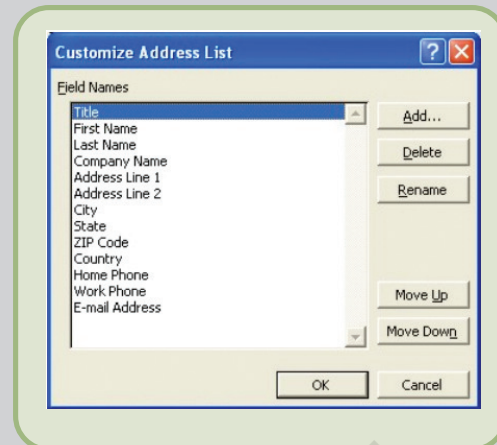 Customize Address List
Field Names
Title
First Name
Last Name
Company Name
Address Line 1
Address Line 2
City
State
ZIP Code
Country
Home Phone
Work Phone
E-mail Address
Add...
Delete
Rename
Move Up
Move Down
OK
Cancel